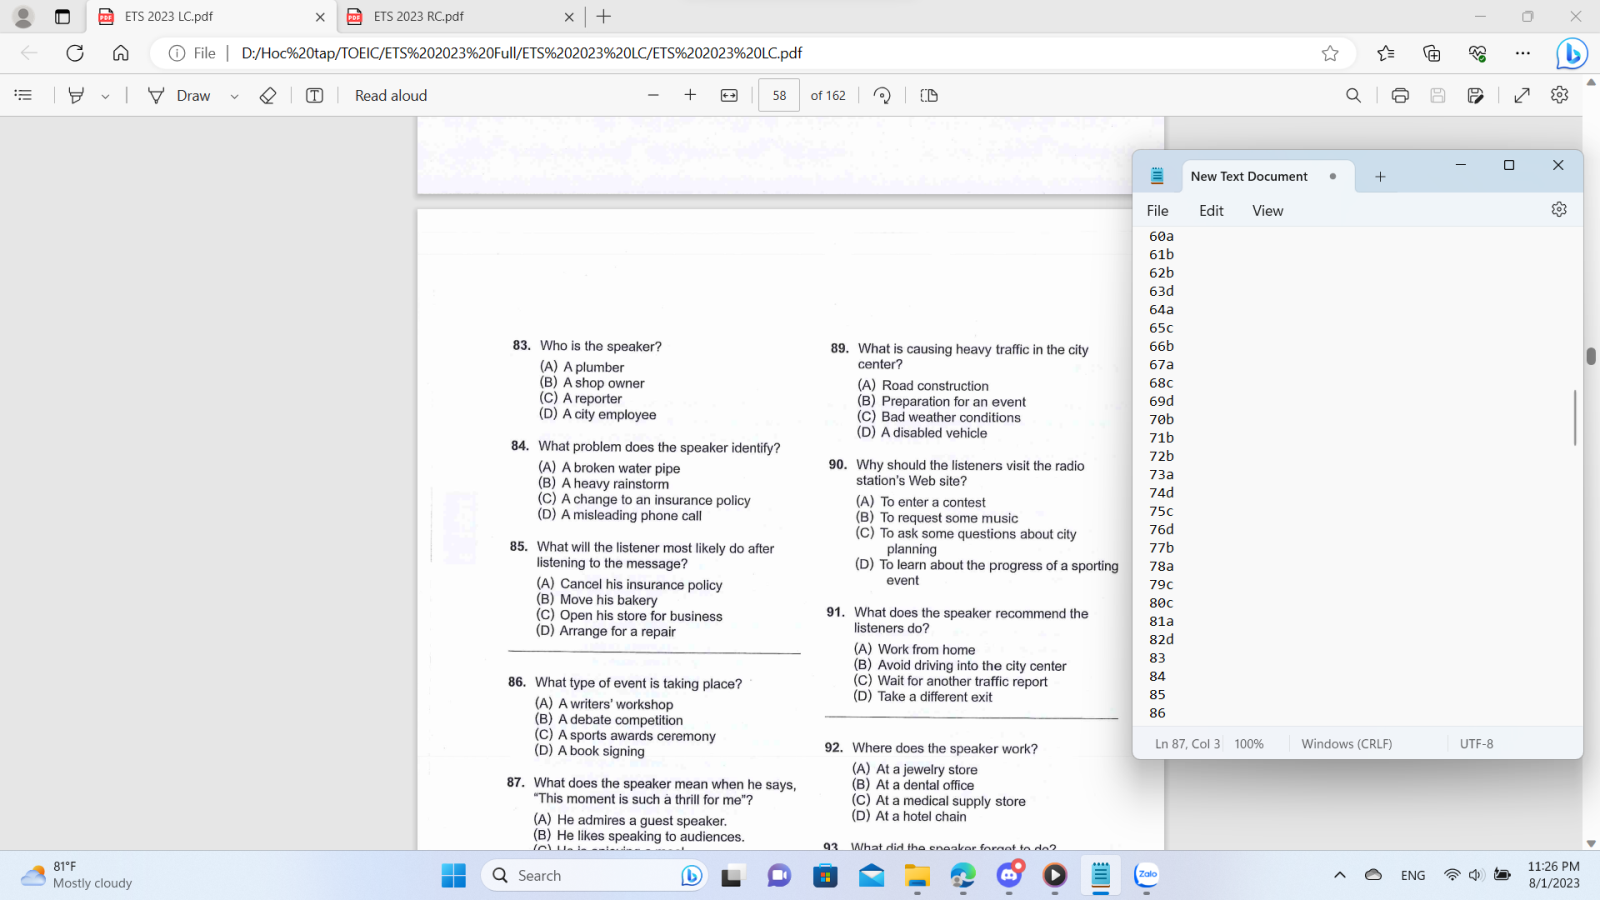 ETS 2023 LC.pdf
ETS 2023 RC.pdf
File
D:/Hoc%20tap/TOEIC/ETS%202023%20Full/ETS%202023%20LC/ETS%202023%20LC.pdf
Draw
Read aloud
58
of 162
83. Who is the speaker?
(A) A plumber
(B) A shop owner
(C) A reporter
(D) A city employee
84. What problem does the speaker identify?
(A) A broken water pipe
(B) A heavy rainstorm
(C) A change to an insurance policy
(D) A misleading phone call
85. What will the listener most likely do after
listening to the message?
(A) Cancel his insurance policy
(B) Move his bakery
(C) Open his store for business
(D) Arrange for a repair
86. What type of event is taking place?
(A) A writers' workshop
(B) A debate competition
(C) A sports awards ceremony
(D) A book signing
87. What does the speaker mean when he says,
"This moment is such a thrill for me"?
(A) He admires a guest speaker.
(B) He likes speaking to audiences.
89. What is causing heavy traffic in the city
center?
(A) Road construction
(B) Preparation for an event
(C) Bad weather conditions
(D) A disabled vehicle
90. Why should the listeners visit the radio
station's Web site?
(A) To enter a contest
(B) To request some music
(C) To ask some questions about city
planning
(D) To learn about the progress of a sporting
event
91. What does the speaker recommend the
listeners do?
(A) Work from home
(B) Avoid driving into the city center
(C) Wait for another traffic report
(D) Take a different exit
92. Where does the speaker work?
(A) At a jewelry store
(B) At a dental office
(C) At a medical supply store
(D) At a hotel chain
93. What did the speaker forget to do?
New Text Document
File
Edit
View
60a
61b
62b
63d
64a
65c
66b
67a
68c
69d
70b
71b
72b
73a
74d
75c
76d
77b
78a
79c
80c
81a
82d
83
84
85
86
Ln 87, Col 3
100%
Windows (CRLF)
UTF-8
81°F
Mostly cloudy
Search
Zalo
ENG
11:26 PM
8/1/2023